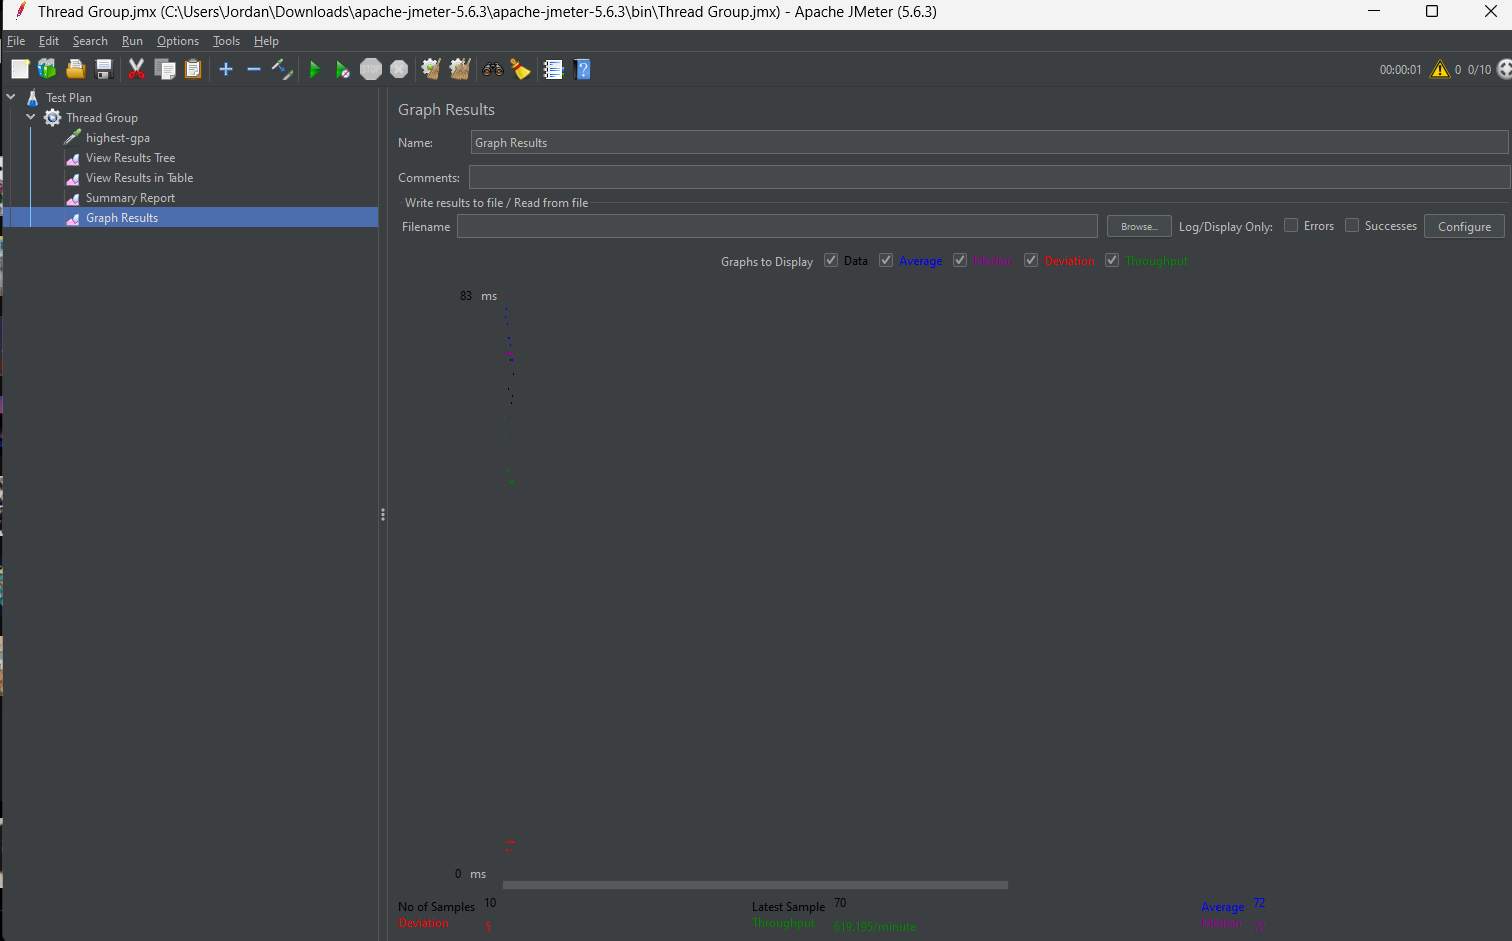 Thread Group.jmx (C:\Users\Jordan\Downloads\apache-jmeter-5.6.3\apache-jmeter-5.6.3\bin\Thread Group.jmx) - Apache JMeter (5.6.3)
File Edit Search Run Options Tools Help
STOP 00:00:01 0 0/10
Test Plan
Thread Group
highest-gpa
View Results Tree
View Results in Table
Summary Report
Graph Results
Graph Results
Name: Graph Results
Comments:
Write results to file / Read from file
Filename Browse... Log/Display Only: Errors Successes Configure
Graphs to Display Data Average Median Deviation Throughput
83 ms
0 ms
No of Samples 10 Latest Sample 70 Average 72
Deviation 5 Throughput 619.195/minute Median 72